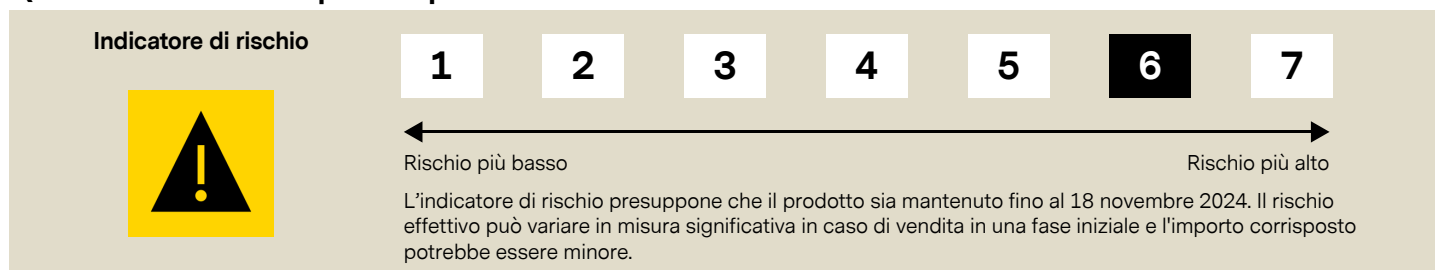 Indicatore di rischio
1 2 3 4 5 6 7
Rischio più basso Rischio più alto
L'indicatore di rischio presuppone che il prodotto sia mantenuto fino al 18 novembre 2024. Il rischio
effettivo può variare in misura significativa in caso di vendita in una fase iniziale e l'importo corrisposto
potrebbe essere minore.